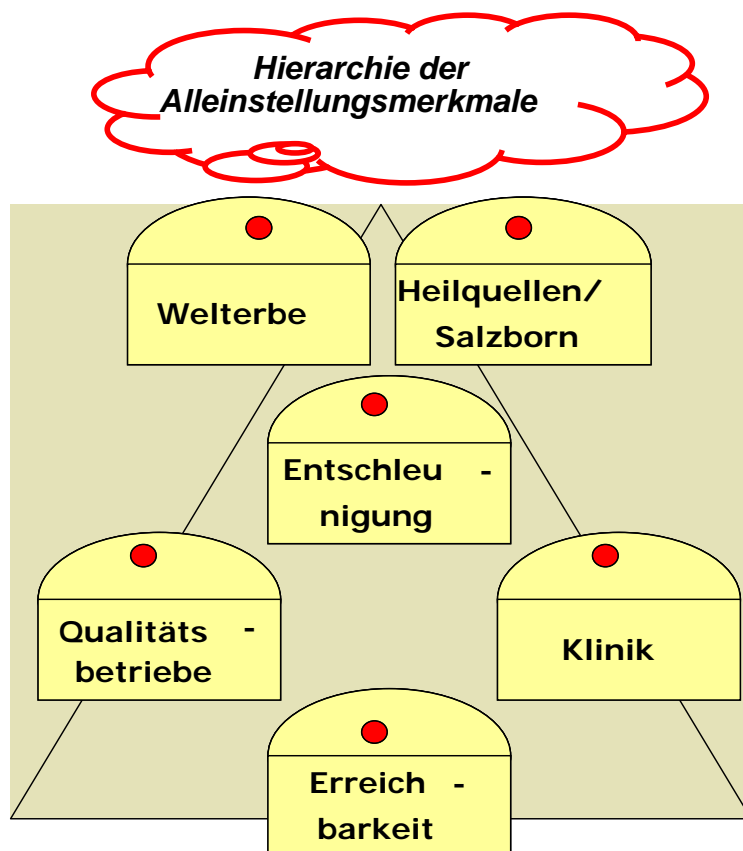 Hierarchie der
Alleinstellungsmerkmale
Welterbe
Heilquellen/
Salzborn
Entschleu -
nigung
Qualitäts -
betriebe
Klinik
Erreich -
barkeit